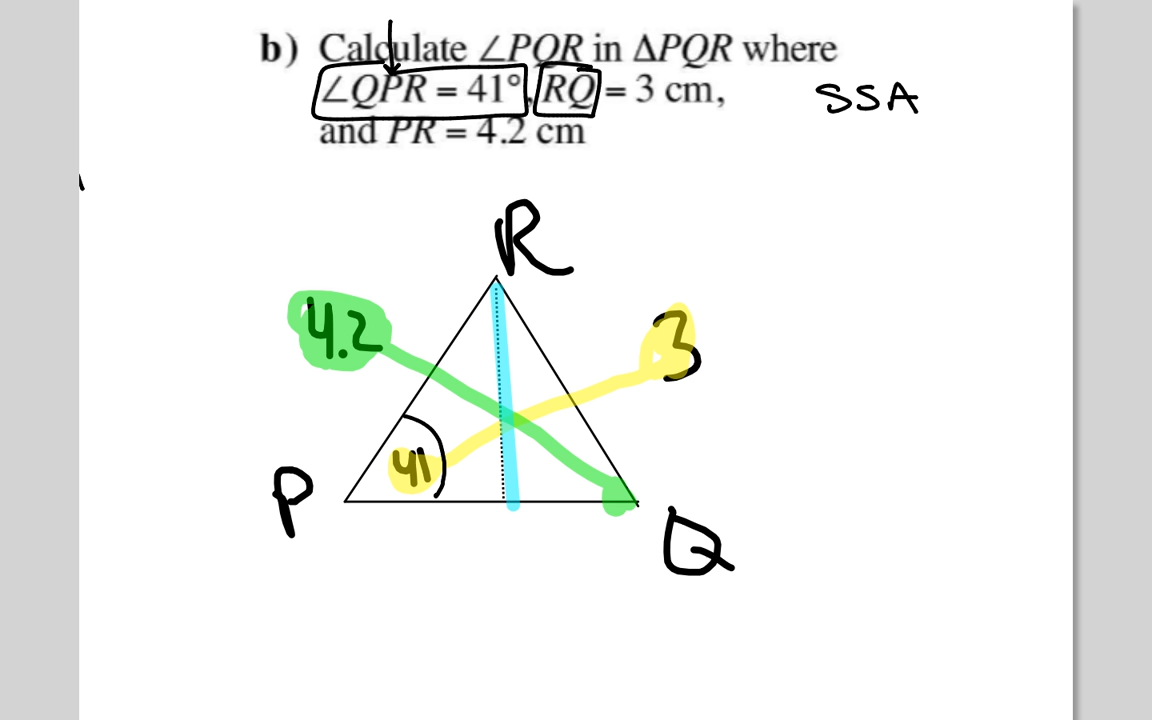 b) Calculate ∠PQR in ΔPQR where
∠QPR = 41°, RQ = 3 cm,
and PR = 4.2 cm
SSA
R
4.2
3
41
P
Q